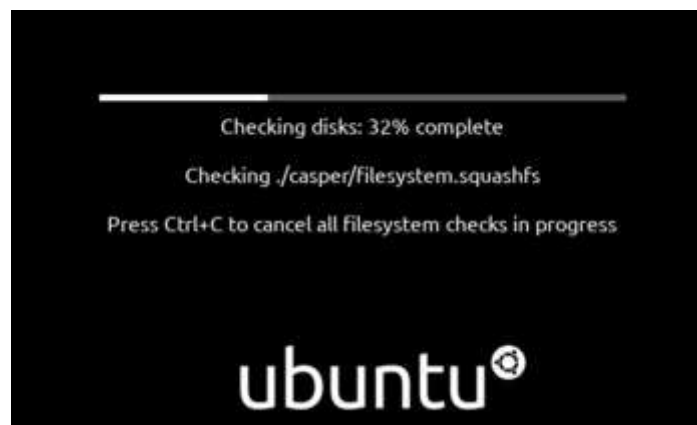 Checking disks: 32% complete
Checking ./casper/filesystem.squashfs
Press Ctrl+C to cancel all filesystem checks in progress
ubuntu